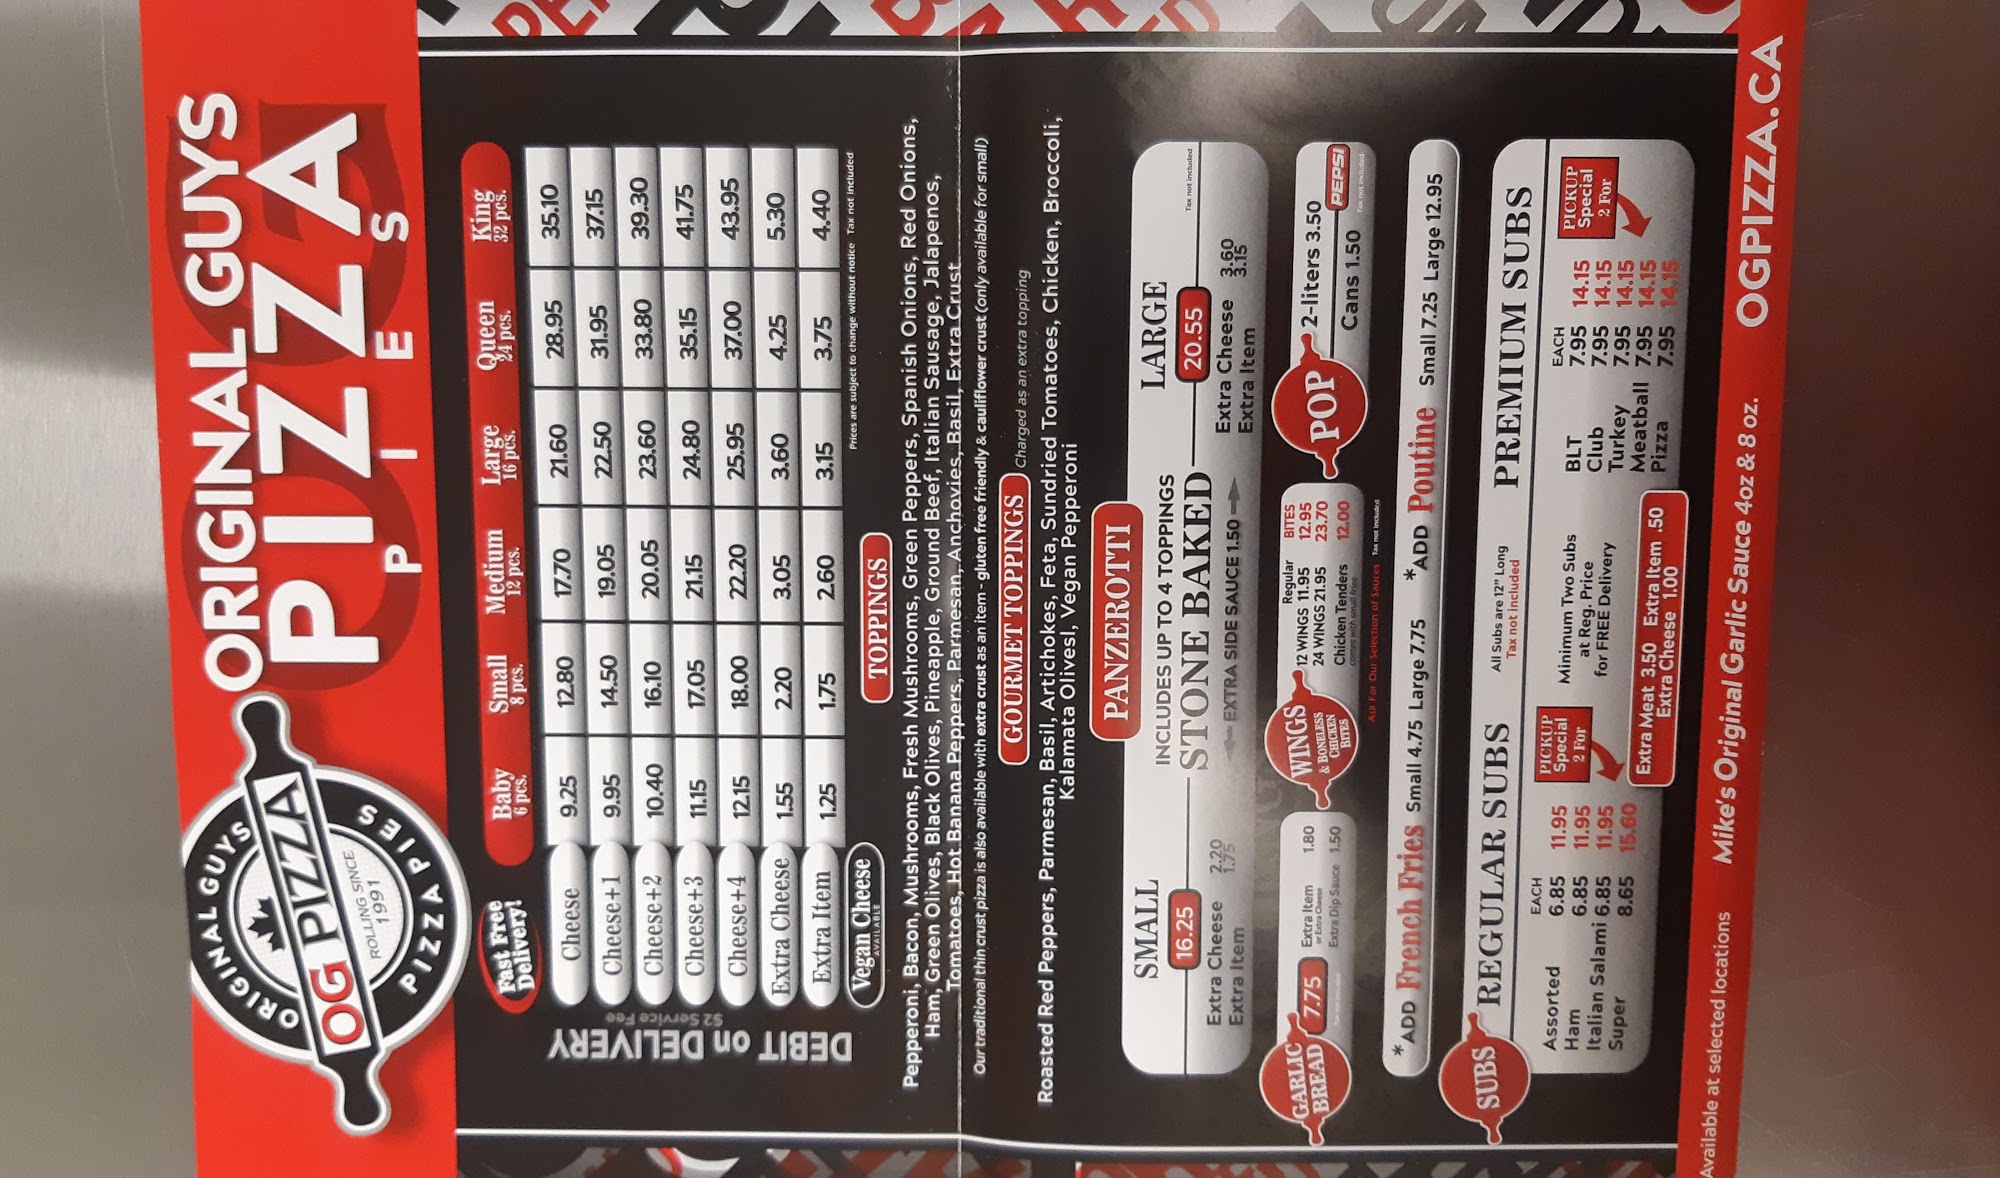 ORIGINAL GUYS
OG PIZZA
ROLLING SINCE
1991
PIZZA PIES
ORIGINAL GUYS
PIZZA
PIES
Fast Free
Delivery!
Baby Small Medium Large Queen King
6 pcs. 8 pcs. 12 pcs. 16 pcs. 24 pcs. 32 pcs.
DEBIT on DELIVERY
$2 Service Fee
Cheese 9.25 12.80 17.70 21.60 28.95 35.10
Cheese+1 9.95 14.50 19.05 22.50 31.95 37.15
Cheese+2 10.40 16.10 20.05 23.60 33.80 39.30
Cheese+3 11.15 17.05 21.15 24.80 35.15 41.75
Cheese+4 12.15 18.00 22.20 25.95 37.00 43.95
Extra Cheese 1.55 2.20 3.05 3.60 4.25 5.30
Extra Item 1.25 1.75 2.60 3.15 3.75 4.40
Vegan Cheese
AVAILABLE
Prices are subject to change without notice Tax not included
TOPPINGS
Pepperoni, Bacon, Mushrooms, Fresh Mushrooms, Green Peppers, Spanish Onions, Red Onions,
Ham, Green Olives, Black Olives, Pineapple, Ground Beef, Italian Sausage, Jalapenos,
Tomatoes, Hot Banana Peppers, Parmesan, Anchovies, Basil, Extra Crust
Our traditional thin crust pizza is also available with extra crust as an item - gluten free friendly & cauliflower crust (only available for small)
GOURMET TOPPINGS Charged as an extra topping
Roasted Red Peppers, Parmesan, Basil, Artichokes, Feta, Sundried Tomatoes, Chicken, Broccoli,
Kalamata Olivesl, Vegan Pepperoni
PANZEROTTI
SMALL INCLUDES UP TO 4 TOPPINGS LARGE
16.25 STONE BAKED 20.55
Tax not included
Extra Cheese 2.20 EXTRA SIDE SAUCE 1.50 Extra Cheese 3.60
Extra Item 1.75 Extra Item 3.15
GARLIC
BREAD
7.75
Extra Item 1.80
or Extra Cheese
Extra Dip Sauce 1.50
WINGS
& BONELESS
CHICKEN
BITES
Regular BITES
12 WINGS 11.95 12.95
24 WINGS 21.95 23.70
Chicken Tenders 12.00
comes with small fries
Ask For Our Selection of Sauces Tax not included
POP
2-liters 3.50
Cans 1.50
PEPSI
Tax not included
*ADD French Fries Small 4.75 Large 7.75 *ADD Poutine Small 7.25 Large 12.95
SUBS
REGULAR SUBS
All Subs are 12" Long
Tax not included
PREMIUM SUBS
EACH
Assorted 6.85 11.95
Ham 6.85 11.95
Italian Salami 6.85 11.95
Super 8.65 15.60
PICKUP
Special
2 For
Minimum Two Subs
at Reg. Price
for FREE Delivery
EACH
BLT 7.95 14.15
Club 7.95 14.15
Turkey 7.95 14.15
Meatball 7.95 14.15
Pizza 7.95 14.15
PICKUP
Special
2 For
Extra Meat 3.50 Extra Item .50
Extra Cheese 1.00
Available at selected locations Mike's Original Garlic Sauce 4oz & 8 oz. OGPIZZA.CA